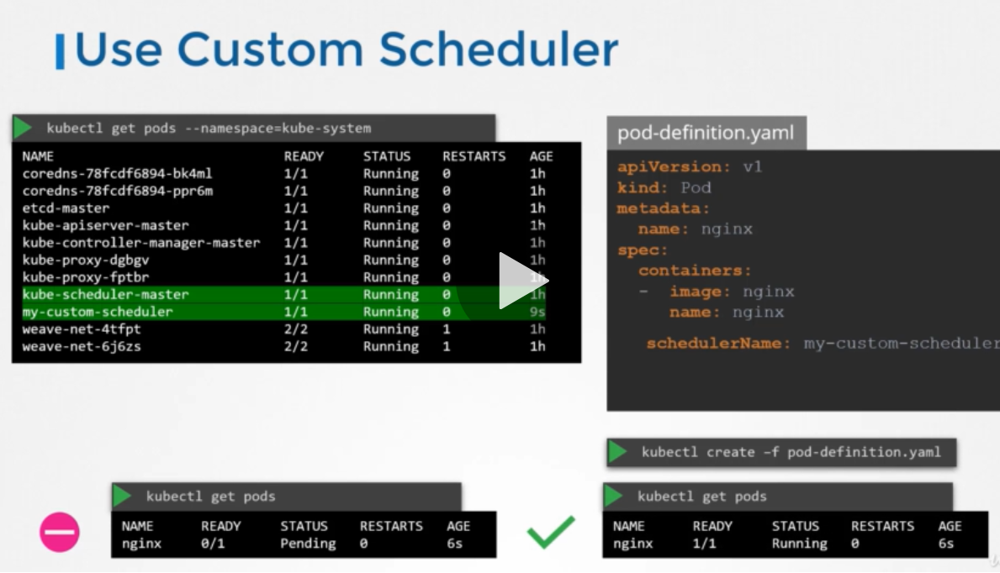 Use Custom Scheduler
kubectl get pods --namespace=kube-system
NAME READY STATUS RESTARTS AGE
coredns-78fcdf6894-bk4ml 1/1 Running 0 1h
coredns-78fcdf6894-ppr6m 1/1 Running 0 1h
etcd-master 1/1 Running 0 1h
kube-apiserver-master 1/1 Running 0 1h
kube-controller-manager-master 1/1 Running 0 1h
kube-proxy-dgbgv 1/1 Running 0 1h
kube-proxy-fptbr 1/1 Running 0 1h
kube-scheduler-master 1/1 Running 0 1h
my-custom-scheduler 1/1 Running 0 9s
weave-net-4tfpt 2/2 Running 1 1h
weave-net-6j6zs 2/2 Running 1 1h
pod-definition.yaml
apiVersion: v1
kind: Pod
metadata:
name: nginx
spec:
containers:
- image: nginx
name: nginx
schedulerName: my-custom-scheduler
kubectl create –f pod-definition.yaml
kubectl get pods
NAME READY STATUS RESTARTS AGE
nginx 0/1 Pending 0 6s
kubectl get pods
NAME READY STATUS RESTARTS AGE
nginx 1/1 Running 0 6s